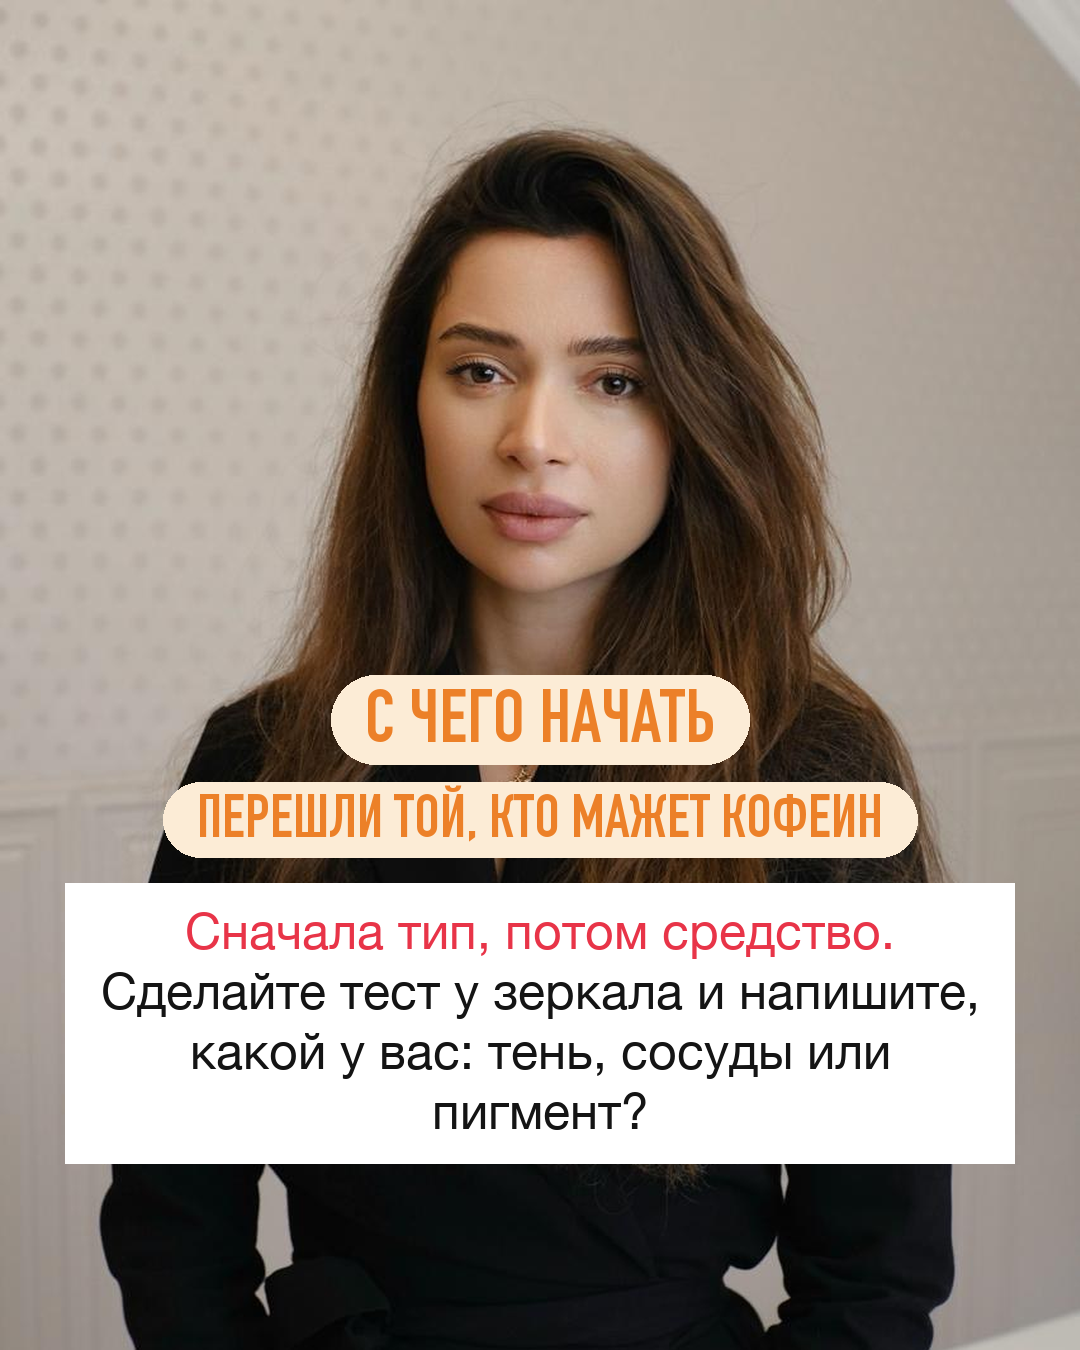 С ЧЕГО НАЧАТЬ
ПЕРЕШЛИ ТОЙ, КТО МАЖЕТ КОФЕИН
Сначала тип, потом средство.
Сделайте тест у зеркала и напишите,
какой у вас: тень, сосуды или
пигмент?